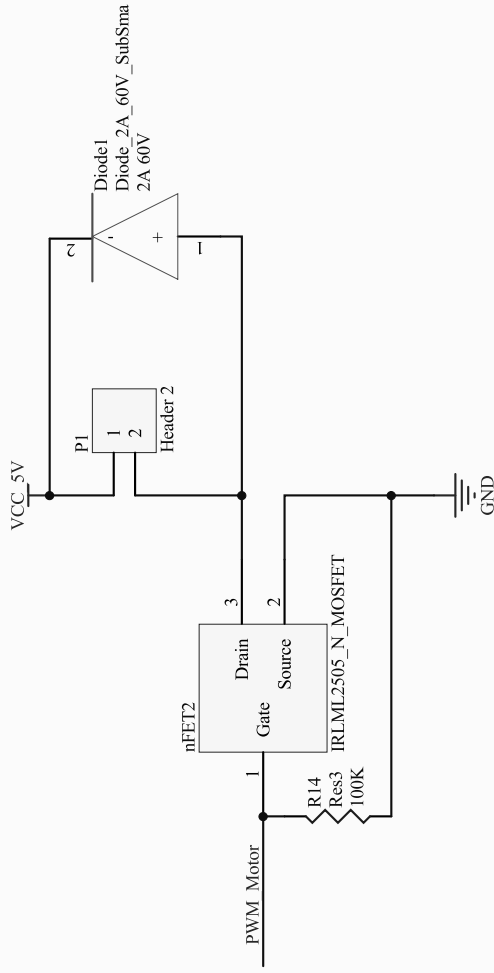 VCC_5V
P1
1
2
Header 2
Diode1
Diode_2A_60V_SubSma
2A 60V
2
-
+
1
nFET2
Drain
Source
Gate
3
2
1
IRLML2505_N_MOSFET
PWM_Motor
R14
Res3
100K
GND